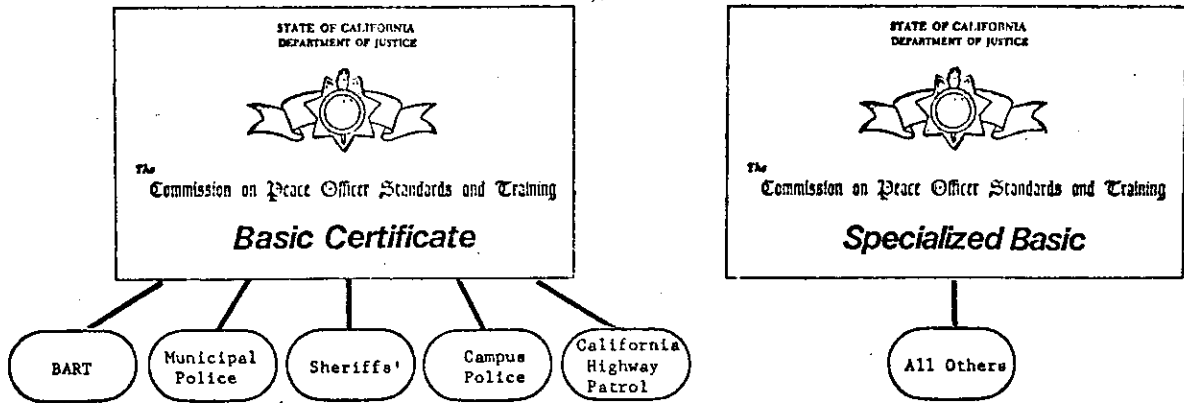 STATE OF CALIFORNIA
DEPARTMENT OF JUSTICE
The
Commission on Peace Officer Standards and Training
Basic Certificate
BART
Municipal
Police
Sheriffs'
Campus
Police
California
Highway
Patrol
STATE OF CALIFORNIA
DEPARTMENT OF JUSTICE
The
Commission on Peace Officer Standards and Training
Specialized Basic
All Others